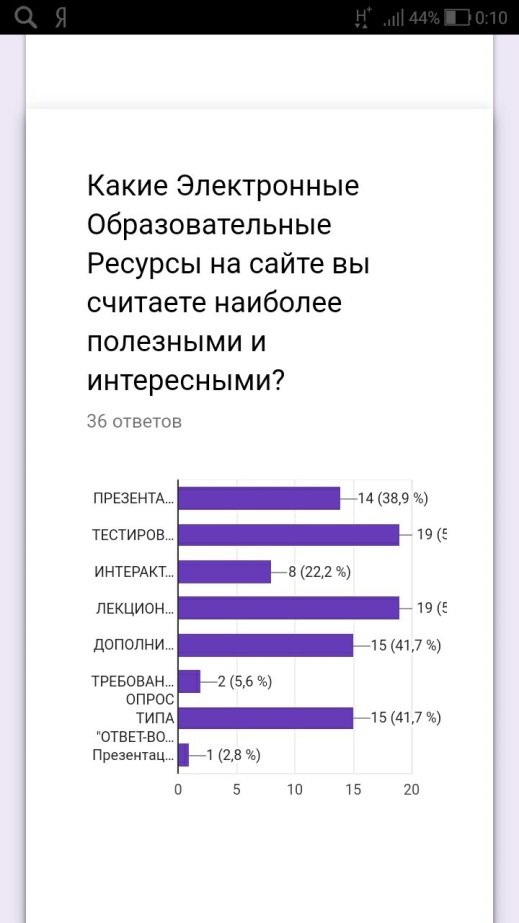 Я H+ 44% 0:10
Какие Электронные
Образовательные
Ресурсы на сайте вы
считаете наиболее
полезными и
интересными?
36 ответов
ПРЕЗЕНТА... 14 (38,9 %)
ТЕСТИРОВ... 19 (5
ИНТЕРАКТ... 8 (22,2 %)
ЛЕКЦИОН... 19 (5
ДОПОЛНИ... 15 (41,7 %)
ТРЕБОВАН... 2 (5,6 %)
ОПРОС
ТИПА 15 (41,7 %)
"ОТВЕТ-ВО...
Презентац... 1 (2,8 %)
0 5 10 15 20